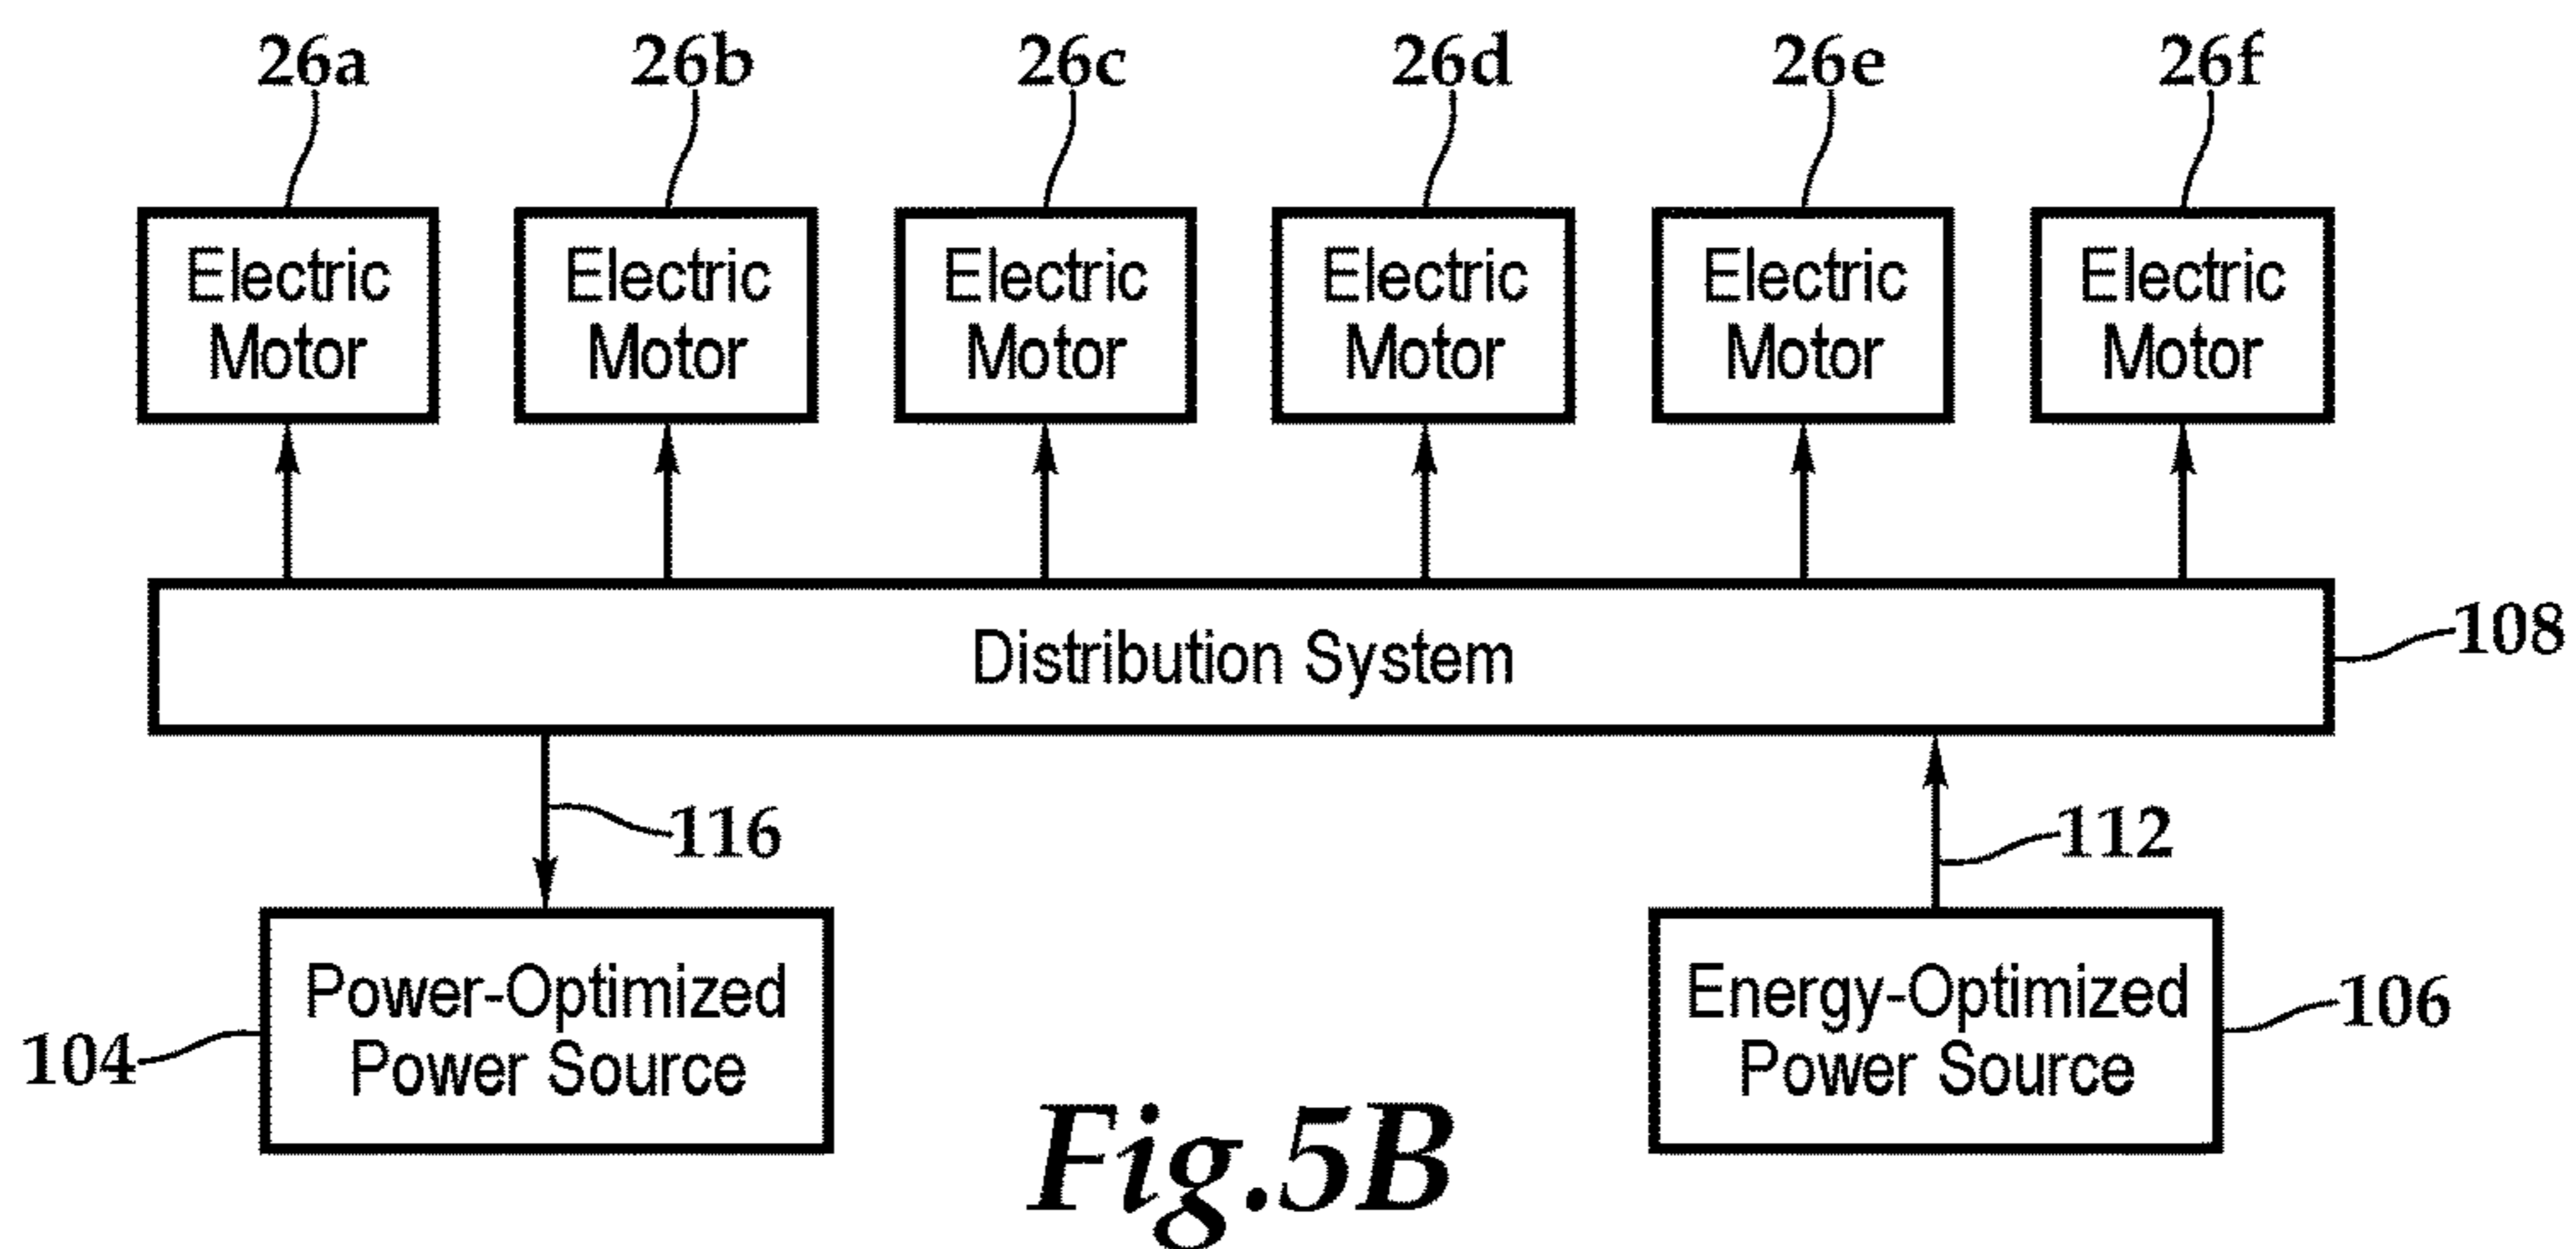 26a 26b 26c 26d 26e 26f
Electric Electric Electric Electric Electric Electric
Motor Motor Motor Motor Motor Motor
Distribution System
108
116
112
Power-Optimized
Power Source
104
Energy-Optimized
Power Source
106
Fig.5B